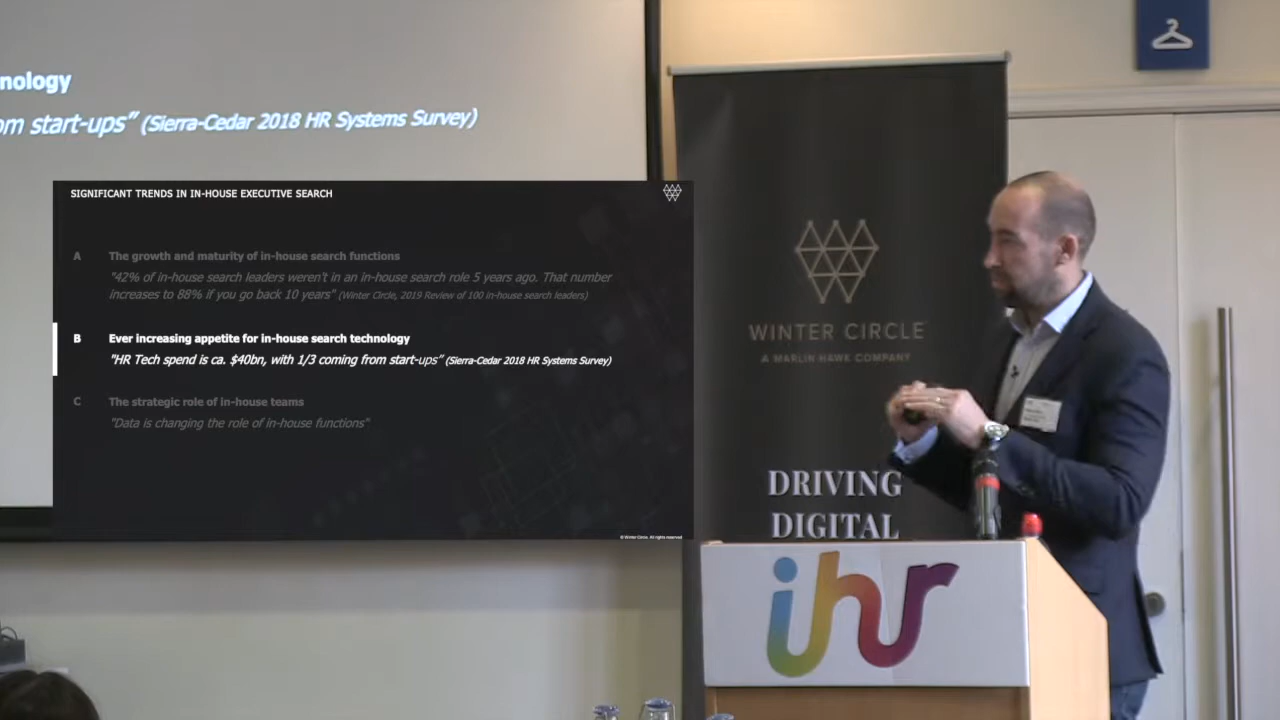 nology
om start-ups" (Sierra-Cedar 2018 HR Systems Survey)
SIGNIFICANT TRENDS IN IN-HOUSE EXECUTIVE SEARCH
A The growth and maturity of in-house search functions
"42% of in-house search leaders weren't in an in-house search role 5 years ago. That number
increases to 88% if you go back 10 years" (Winter Circle, 2019 Review of 100 in-house search leaders)
B Ever increasing appetite for in-house search technology
"HR Tech spend is ca. $40bn, with 1/3 coming from start-ups" (Sierra-Cedar 2018 HR Systems Survey)
C The strategic role of in-house teams
"Data is changing the role of in-house functions"
© Winter Circle. All rights reserved
WINTER CIRCLE
A MARLIN HAWK COMPANY
DRIVING
DIGITAL
ihr